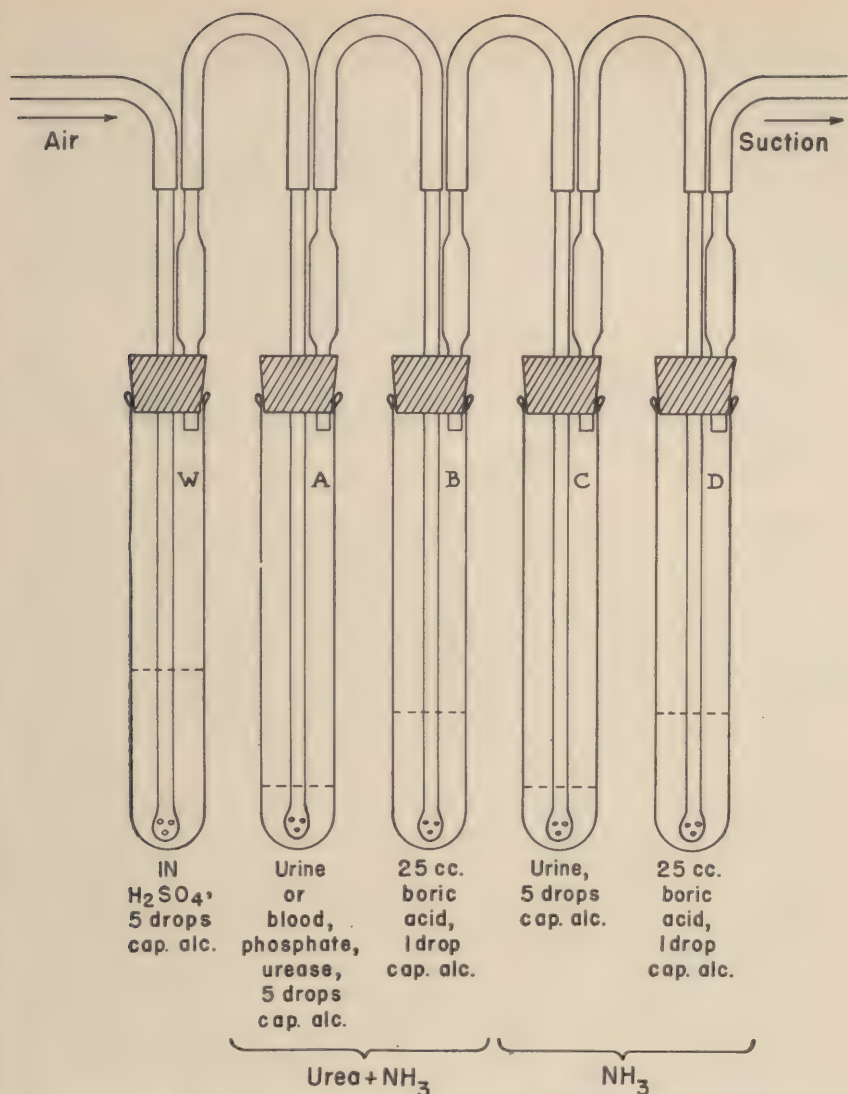 Air
Suction
W
A
B
C
D
1N
H₂SO₄,
5 drops
cap. alc.
Urine
or
blood,
phosphate,
urease,
5 drops
cap. alc.
25 cc.
boric
acid,
1 drop
cap. alc.
Urine,
5 drops
cap. alc.
25 cc.
boric
acid,
1 drop
cap. alc.
Urea + NH₃
NH₃